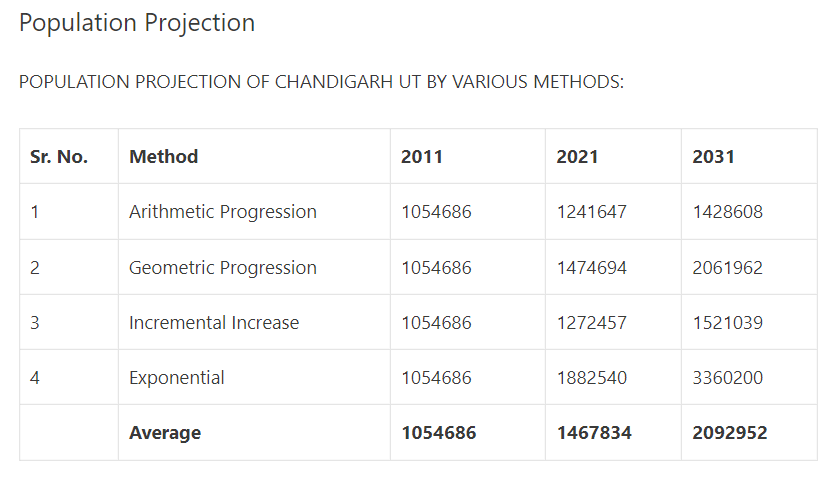 Population Projection
POPULATION PROJECTION OF CHANDIGARH UT BY VARIOUS METHODS:
Sr. No. Method 2011 2021 2031
1 Arithmetic Progression 1054686 1241647 1428608
2 Geometric Progression 1054686 1474694 2061962
3 Incremental Increase 1054686 1272457 1521039
4 Exponential 1054686 1882540 3360200
Average 1054686 1467834 2092952